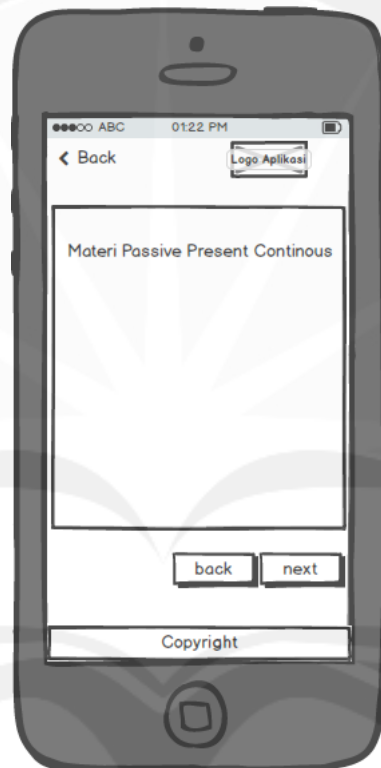 ABC 01:22 PM
Back Logo Aplikasi
Materi Passive Present Continous
back next
Copyright